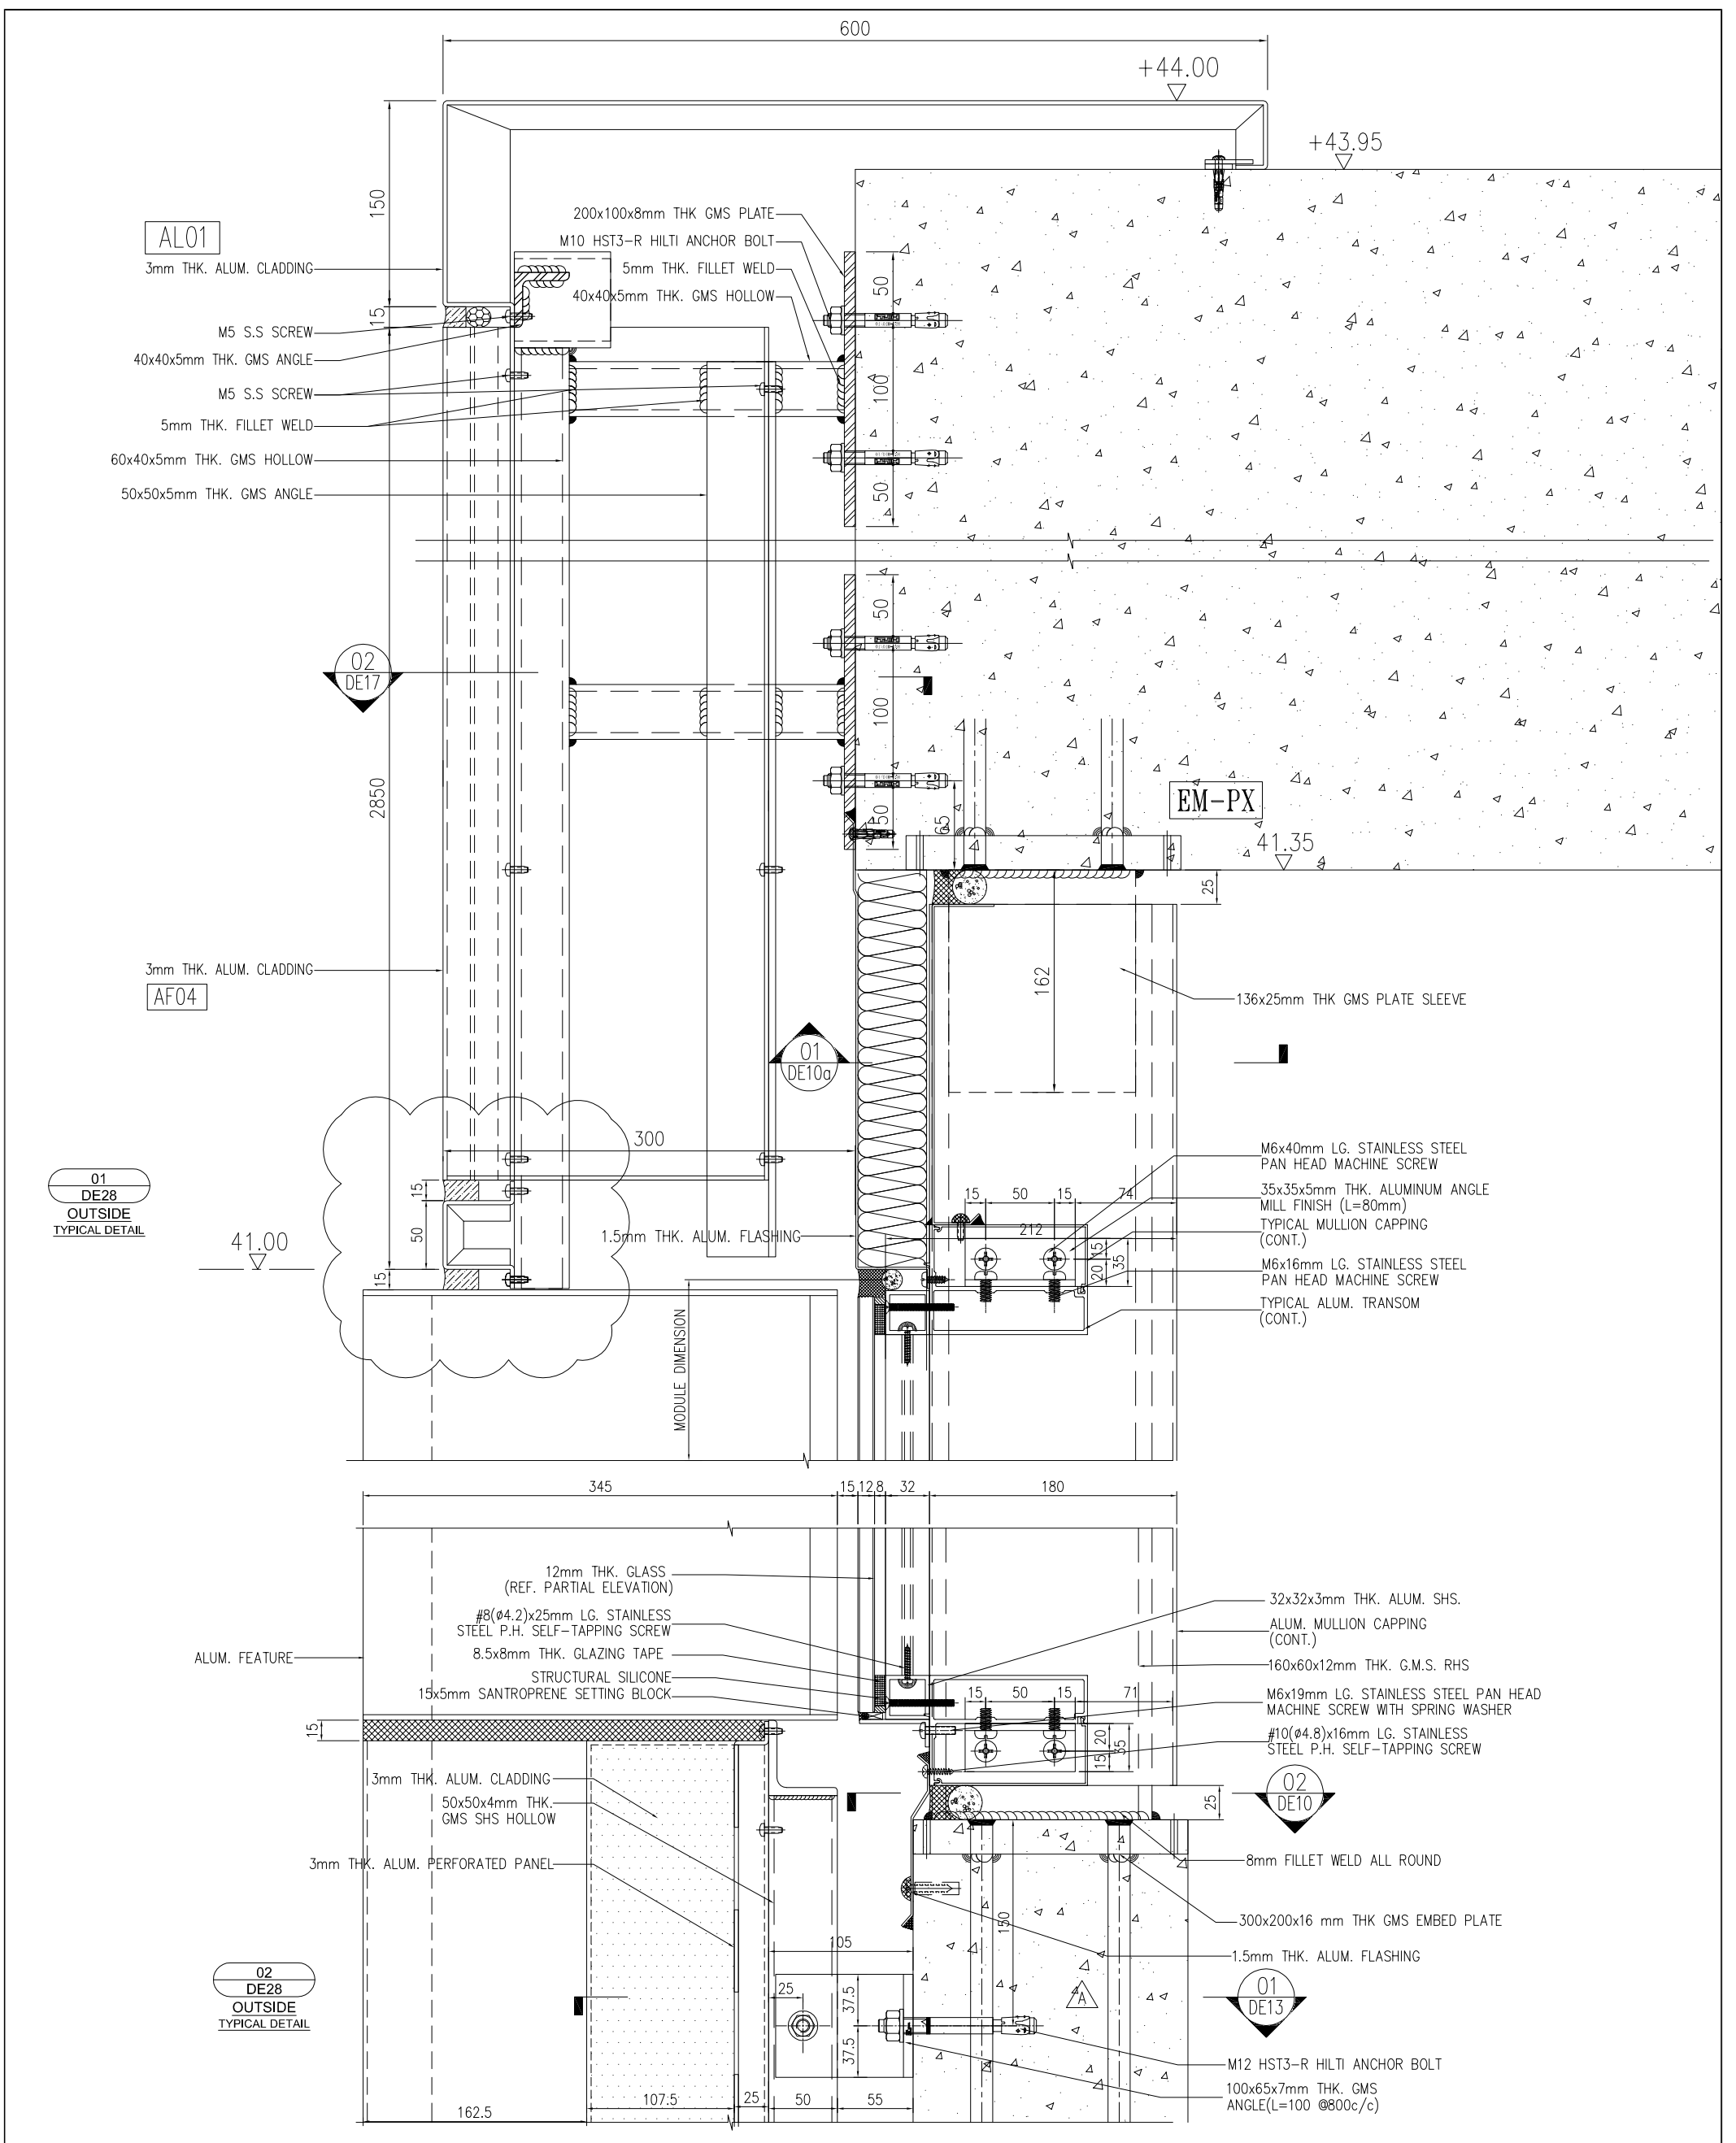 600
+44.00
+43.95
150
AL01
3mm THK. ALUM. CLADDING
15
200x100x8mm THK GMS PLATE
M10 HST3-R HILTI ANCHOR BOLT
5mm THK. FILLET WELD
40x40x5mm THK. GMS HOLLOW
50
100
50
M5 S.S SCREW
40x40x5mm THK. GMS ANGLE
M5 S.S SCREW
5mm THK. FILLET WELD
60x40x5mm THK. GMS HOLLOW
50x50x5mm THK. GMS ANGLE
02
DE17
2850
50
100
50
65
EM-PX
41.35
25
162
3mm THK. ALUM. CLADDING
AF04
136x25mm THK GMS PLATE SLEEVE
01
DE10a
300
01
DE28
OUTSIDE
TYPICAL DETAIL
41.00
15
50
15
1.5mm THK. ALUM. FLASHING
15
50
15
74
212
15
20
35
M6x40mm LG. STAINLESS STEEL
PAN HEAD MACHINE SCREW
35x35x5mm THK. ALUMINUM ANGLE
MILL FINISH (L=80mm)
TYPICAL MULLION CAPPING
(CONT.)
M6x16mm LG. STAINLESS STEEL
PAN HEAD MACHINE SCREW
TYPICAL ALUM. TRANSOM
(CONT.)
MODULE DIMENSION
345
15
12
8
32
180
12mm THK. GLASS
(REF. PARTIAL ELEVATION)
#8(ø4.2)x25mm LG. STAINLESS
STEEL P.H. SELF-TAPPING SCREW
8.5x8mm THK. GLAZING TAPE
STRUCTURAL SILICONE
15x5mm SANTROPRENE SETTING BLOCK
ALUM. FEATURE
32x32x3mm THK. ALUM. SHS.
ALUM. MULLION CAPPING
(CONT.)
160x60x12mm THK. G.M.S. RHS
M6x19mm LG. STAINLESS STEEL PAN HEAD
MACHINE SCREW WITH SPRING WASHER
#10(ø4.8)x16mm LG. STAINLESS
STEEL P.H. SELF-TAPPING SCREW
15
50
15
71
20
15
35
15
3mm THK. ALUM. CLADDING
50x50x4mm THK.
GMS SHS HOLLOW
3mm THK. ALUM. PERFORATED PANEL
25
02
DE10
8mm FILLET WELD ALL ROUND
300x200x16 mm THK GMS EMBED PLATE
1.5mm THK. ALUM. FLASHING
150
105
25
37.5
37.5
A
01
DE13
02
DE28
OUTSIDE
TYPICAL DETAIL
M12 HST3-R HILTI ANCHOR BOLT
100x65x7mm THK. GMS
ANGLE(L=100 @800c/c)
162.5
107.5
25
50
55